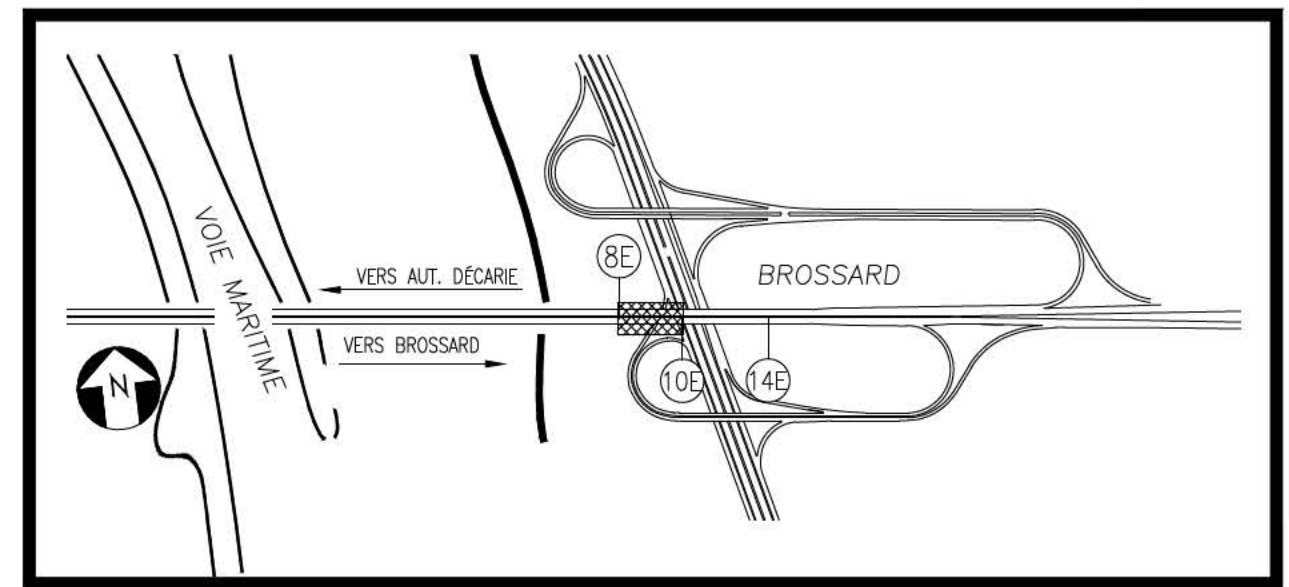 8E
VERS AUT. DÉCARIE
BROSSARD
VOIE MARITIME
VERS BROSSARD
N
10E
14E